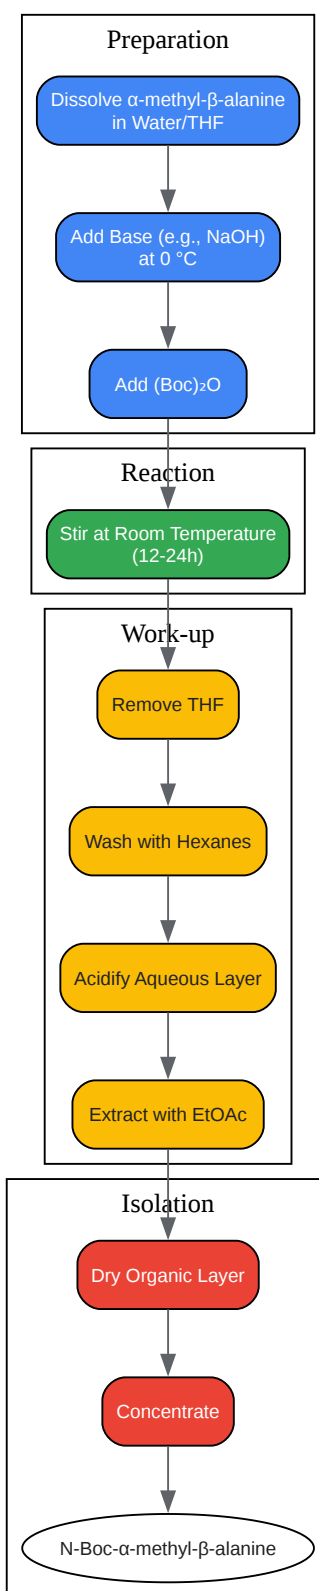 Preparation
Dissolve α-methyl-β-alanine
in Water/THF
Add Base (e.g., NaOH)
at 0 °C
Add (Boc)₂O
Reaction
Stir at Room Temperature
(12-24h)
Work-up
Remove THF
Wash with Hexanes
Acidify Aqueous Layer
Extract with EtOAc
Isolation
Dry Organic Layer
Concentrate
N-Boc-α-methyl-β-alanine